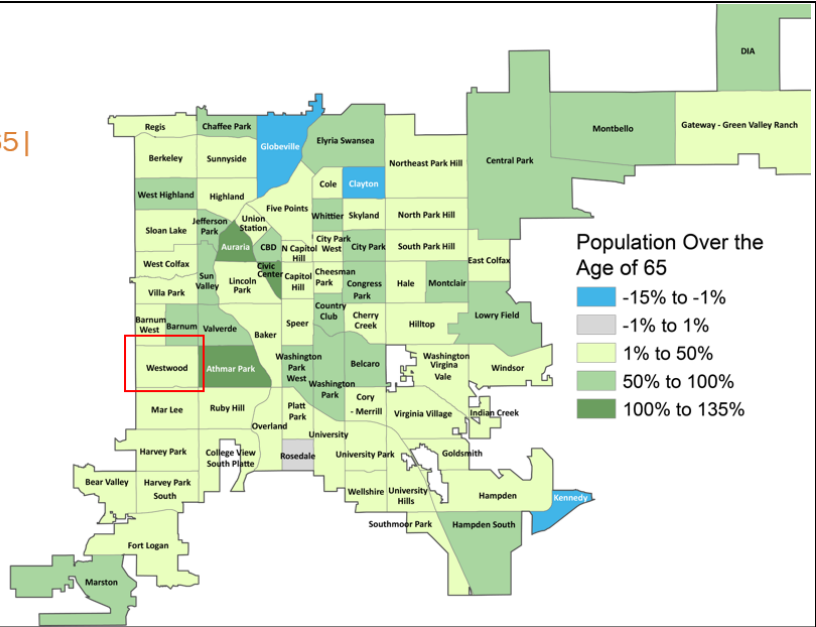 65|
DIA
Regis
Chaffee Park
Globeville
Elyria Swansea
Montbello
Gateway - Green Valley Ranch
Berkeley
Sunnyside
Northeast Park Hill
Central Park
West Highland
Highland
Cole
Clayton
Five Points
Whittier
Skyland
North Park Hill
Sloan Lake
Jefferson
Park
Union
Station
Auraria
CBD
N Capitol
Hill
City Park
West
City Park
South Park Hill
East Colfax
West Colfax
Sun
Valley
Lincoln
Park
Civic
Center
Capitol
Hill
Cheesman
Park
Congress
Park
Hale
Montclair
Villa Park
Barnum
West
Barnum
Valverde
Baker
Speer
Country
Club
Cherry
Creek
Hilltop
Lowry Field
Westwood
Athmar Park
Washington
Park
West
Washington
Park
Belcaro
Washington
Virgina
Vale
Windsor
Mar Lee
Ruby Hill
Overland
Platt
Park
Cory
- Merrill
Virginia Village
Indian Creek
University
Harvey Park
College View
South Platte
Rosedale
University Park
Goldsmith
Bear Valley
Harvey Park
South
Wellshire
University
Hills
Hampden
Kennedy
Southmoor Park
Hampden South
Fort Logan
Marston
Population Over the
Age of 65
-15% to -1%
-1% to 1%
1% to 50%
50% to 100%
100% to 135%